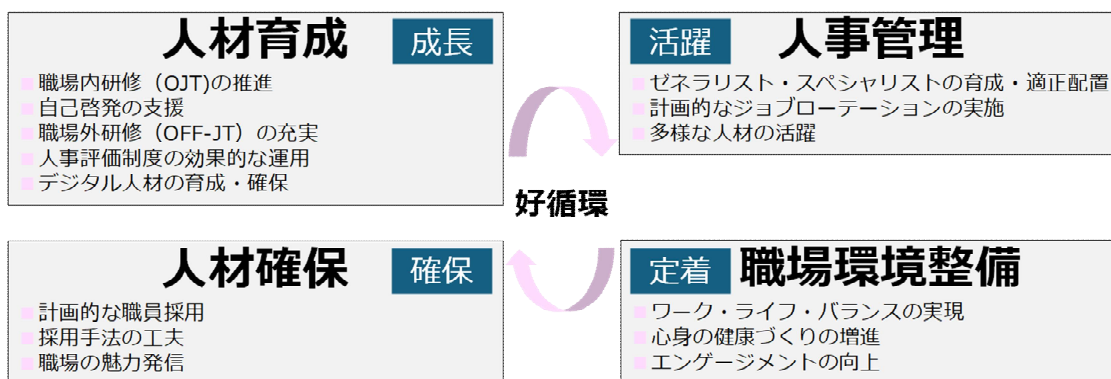 人材育成 成長
職場内研修（OJT)の推進
自己啓発の支援
職場外研修（OFF-JT）の充実
人事評価制度の効果的な運用
デジタル人材の育成・確保
活躍 人事管理
ゼネラリスト・スペシャリストの育成・適正配置
計画的なジョブローテーションの実施
多様な人材の活躍
好循環
人材確保 確保
計画的な職員採用
採用手法の工夫
職場の魅力発信
定着 職場環境整備
ワーク・ライフ・バランスの実現
心身の健康づくりの増進
エンゲージメントの向上